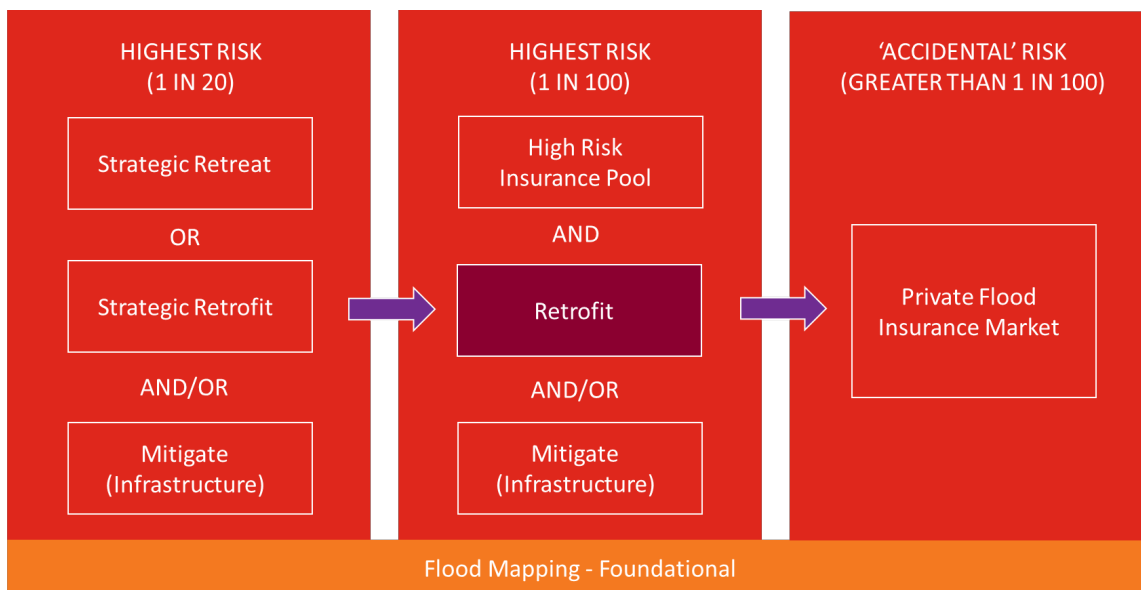 HIGHEST RISK
(1 IN 20)
Strategic Retreat
OR
Strategic Retrofit
AND/OR
Mitigate
(Infrastructure)
HIGHEST RISK
(1 IN 100)
High Risk
Insurance Pool
AND
Retrofit
AND/OR
Mitigate
(Infrastructure)
‘ACCIDENTAL’ RISK
(GREATER THAN 1 IN 100)
Private Flood
Insurance Market
Flood Mapping - Foundational